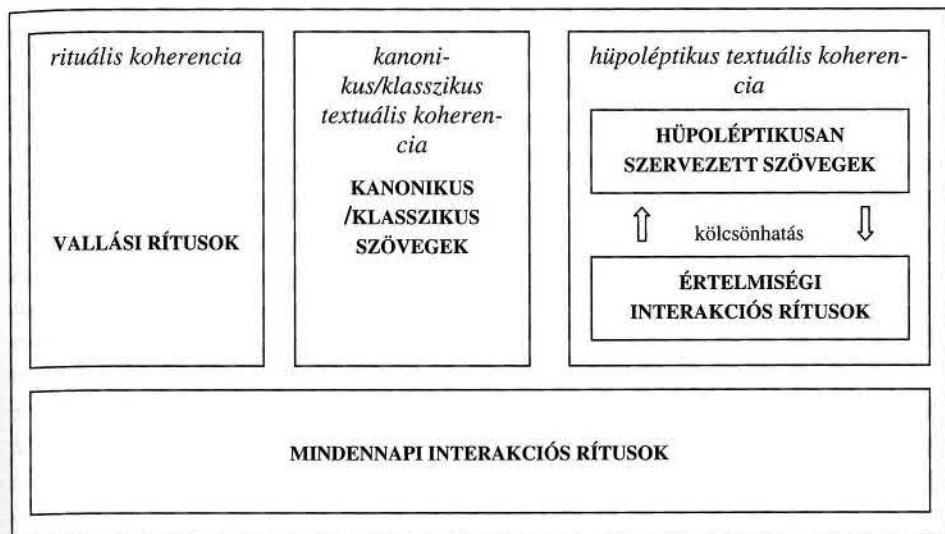 rituális koherencia
VALLÁSI RÍTUSOK
kanoni-
kus/klasszikus
textuális koheren-
cia
KANONIKUS
/KLASSZIKUS
SZÖVEGEK
hüpoléptikus textuális koheren-
cia
HÜPOLÉPTIKUSAN
SZERVEZETT SZÖVEGEK
kölcsönhatás
ÉRTELMISÉGI
INTERAKCIÓS RÍTUSOK
MINDENNAPI INTERAKCIÓS RÍTUSOK